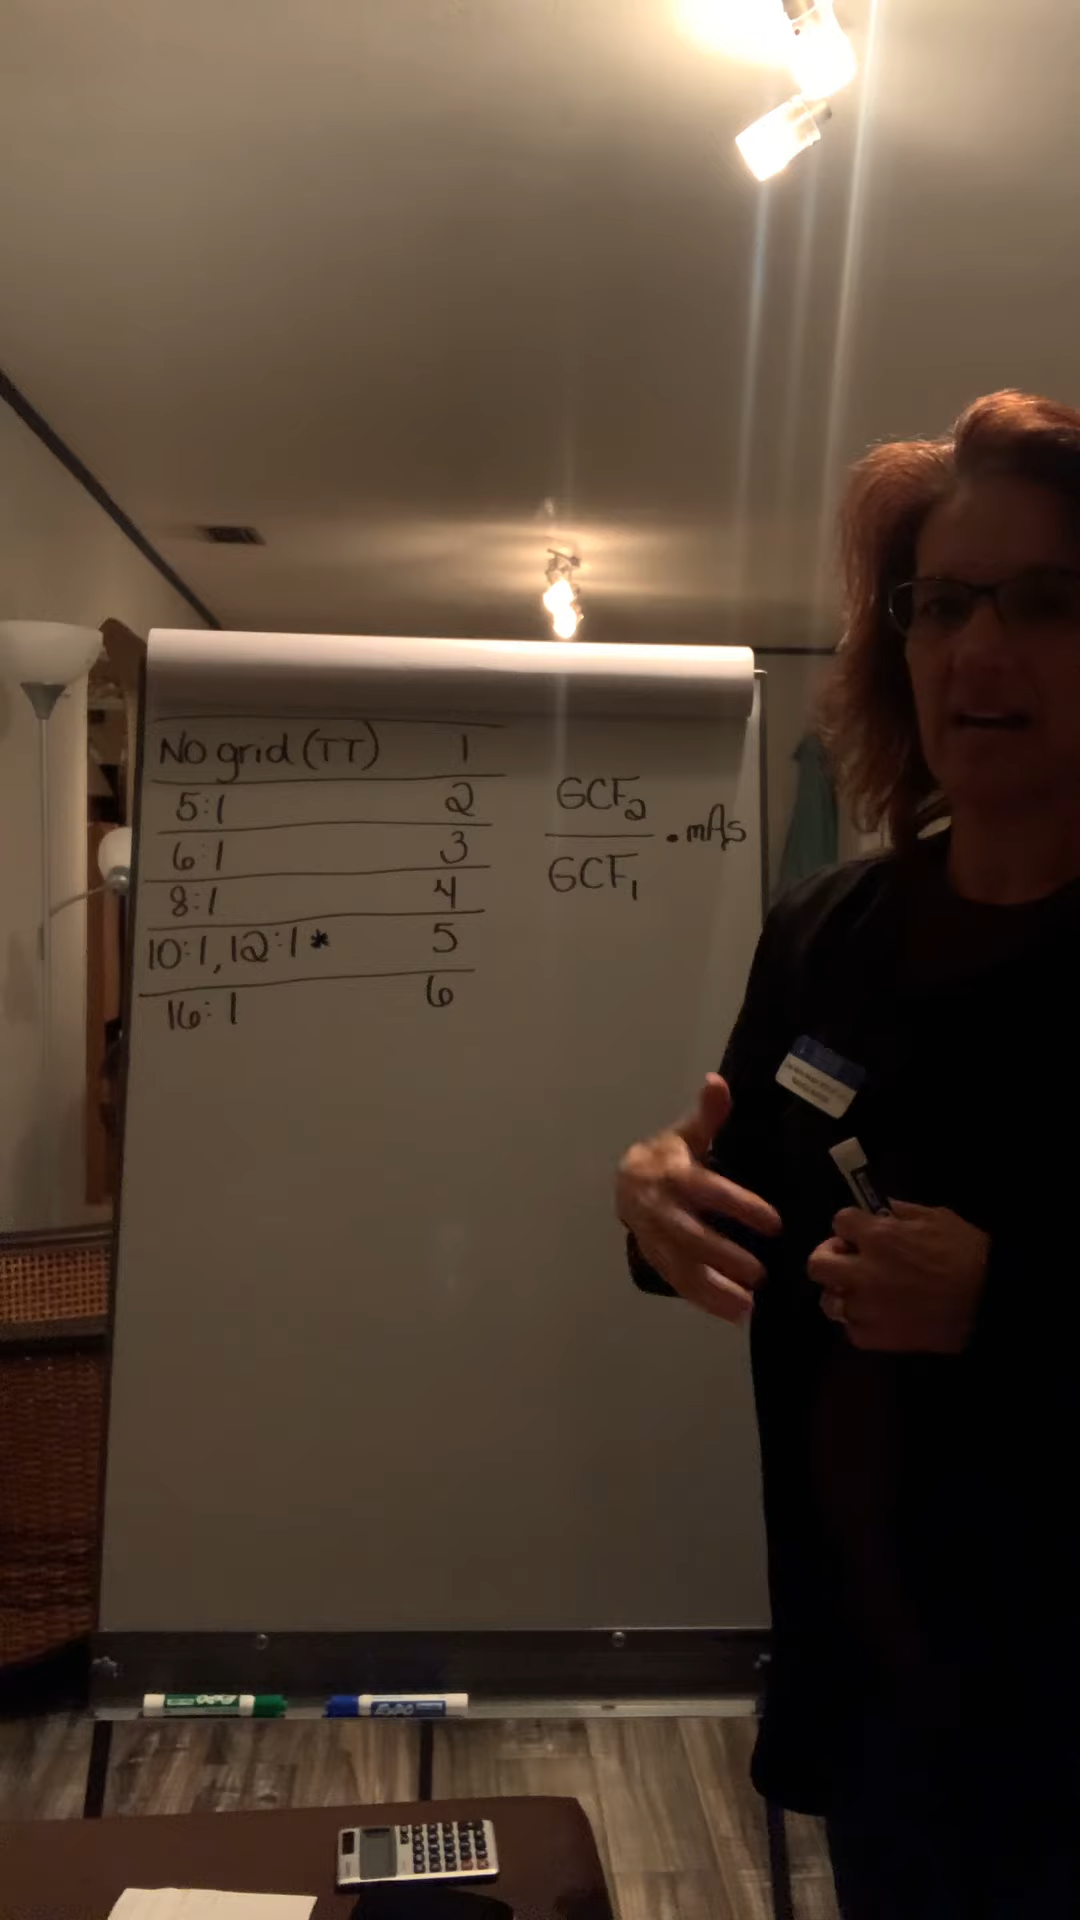 No grid (TT) 1
5:1 2
6:1 3
8:1 4
10:1, 12:1 * 5
16:1 6
GCF₂
GCF₁
· mAs